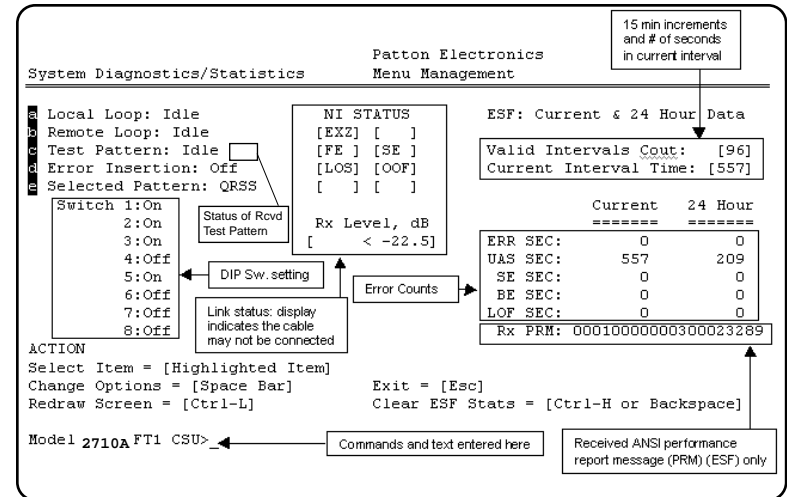 15 min increments
and # of seconds
in current interval
Patton Electronics
System Diagnostics/Statistics Menu Management
a Local Loop: Idle
b Remote Loop: Idle
c Test Pattern: Idle
d Error Insertion: Off
e Selected Pattern: QRSS
NI STATUS
[EXZ] [ ]
[FE ] [SE ]
[LOS] [OOF]
[ ] [ ]
Rx Level, dB
[ < -22.5]
ESF: Current & 24 Hour Data
Valid Intervals Cout: [96]
Current Interval Time: [557]
Switch 1:On
2:On
3:On
4:Off
5:On
6:Off
7:Off
8:Off
Status of Rcvd
Test Pattern
DIP Sw. setting
Link status: display
indicates the cable
may not be connected
Error Counts
Current 24 Hour
======= =======
ERR SEC: 0 0
UAS SEC: 557 209
SE SEC: 0 0
BE SEC: 0 0
LOF SEC: 0 0
Rx PRM: 00010000000300023289
ACTION
Select Item = [Highlighted Item]
Change Options = [Space Bar] Exit = [Esc]
Redraw Screen = [Ctrl-L] Clear ESF Stats = [Ctrl-H or Backspace]
Model 2710A FT1 CSU>_
Commands and text entered here
Received ANSI performance
report message (PRM) (ESF) only